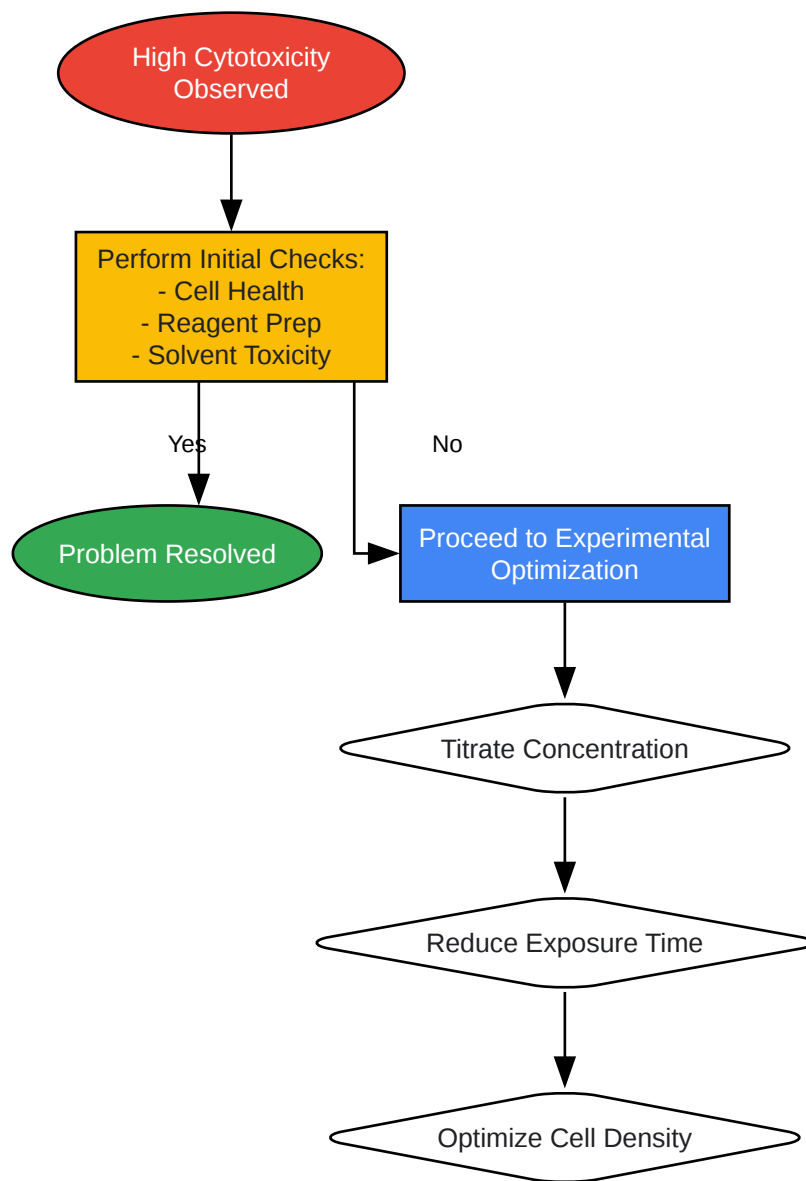 High Cytotoxicity
Observed
Perform Initial Checks:
- Cell Health
- Reagent Prep
- Solvent Toxicity
Yes
No
Problem Resolved
Proceed to Experimental
Optimization
Titrate Concentration
Reduce Exposure Time
Optimize Cell Density